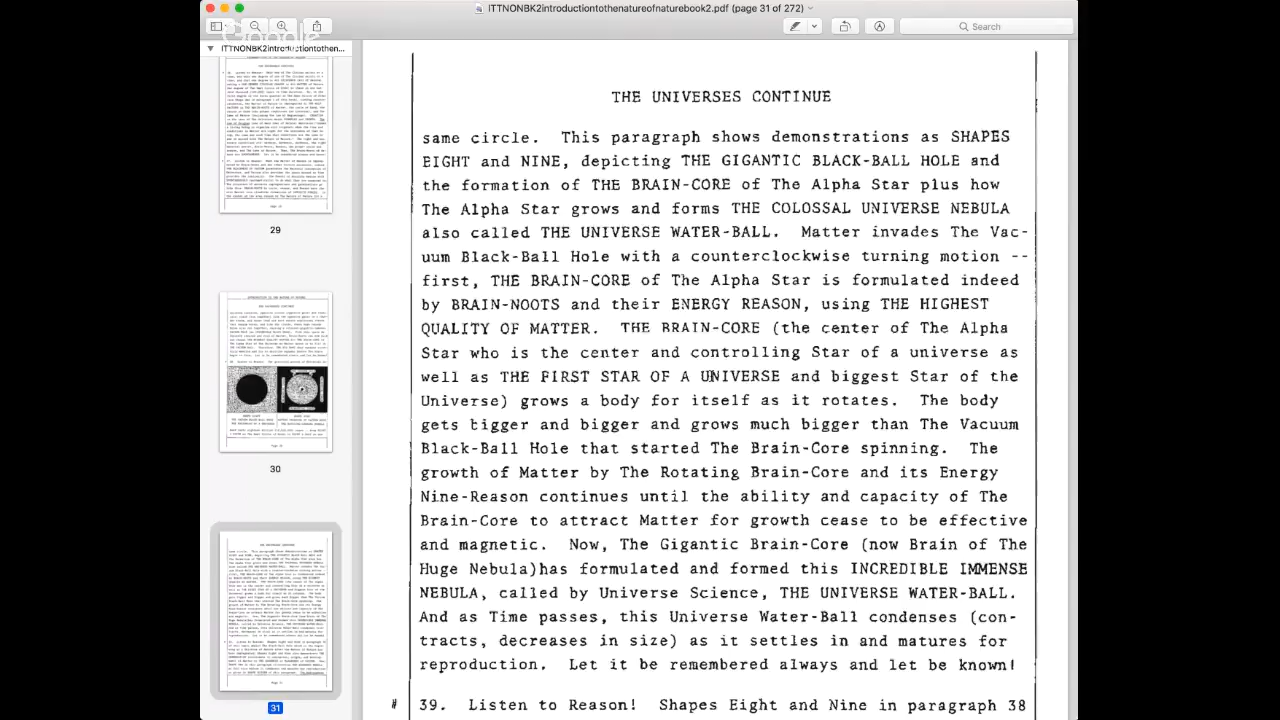 ITTNONBK2introductiontothenatureofnaturebook2.pdf (page 31 of 272)
Google
Search
ITTNONBK2introductiontothen...
29
30
31
THE UNIVERSES CONTINUE
same circle. This paragraph shows demonstrations as SHAPES
EIGHT and NINE, depicting THE GIGANTIC BLACK-BALL HOLE and
the formation of THE BRAIN-CORE of The Alpha Star plus how
The Alpha Star grows and forms THE COLOSSAL UNIVERSE NEBULA
also called THE UNIVERSE WATER-BALL. Matter invades The Vac-
uum Black-Ball Hole with a counterclockwise turning motion --
first, THE BRAIN-CORE of The Alpha Star is formulated indeed
by and their ENERGY REASON, using THE HIGHEST
QUALITY OF MATTER. THE BRAIN-CORE (the center of The Alpha
Star and also center and controlling Star of a universe as
well as THE FIRST STAR OF A UNIVERSE and biggest Star of the
Universe) grows a body for itself as it rotates. The body
gets bigger and bigger and grows much bigger than The Vacuum
Black-Ball Hole that started The Brain-Core spinning. The
growth of Matter by The Rotating Brain-Core and its Energy
Nine-Reason continues until the ability and capacity of The
Brain-Core to attract Matter for growth cease to be effective
and magnetic. Now, The Gigantic Brain-Core (now Brain of The
Huge Nebula), formulated and formed this INCREDIBLE IMMENSE
NEBULA, called by Universe Science, THE UNIVERSE WATER-BALL.
And at some period in time, The Water-Ball condenses (con-
tracted) some in size as it settles in and matures for
Let it be considered always and let it be known!
# 39. Listen to Reason! Shapes Eight and Nine in paragraph 38